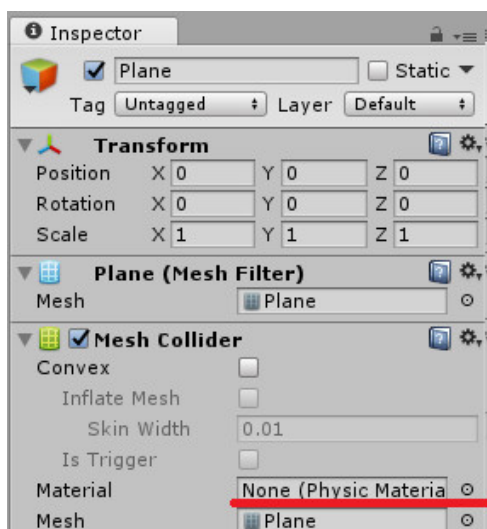 Inspector
Plane Static
Tag Untagged Layer Default
Transform
Position X 0 Y 0 Z 0
Rotation X 0 Y 0 Z 0
Scale X 1 Y 1 Z 1
Plane (Mesh Filter)
Mesh Plane
Mesh Collider
Convex
Inflate Mesh
Skin Width 0.01
Is Trigger
Material None (Physic Materia
Mesh Plane